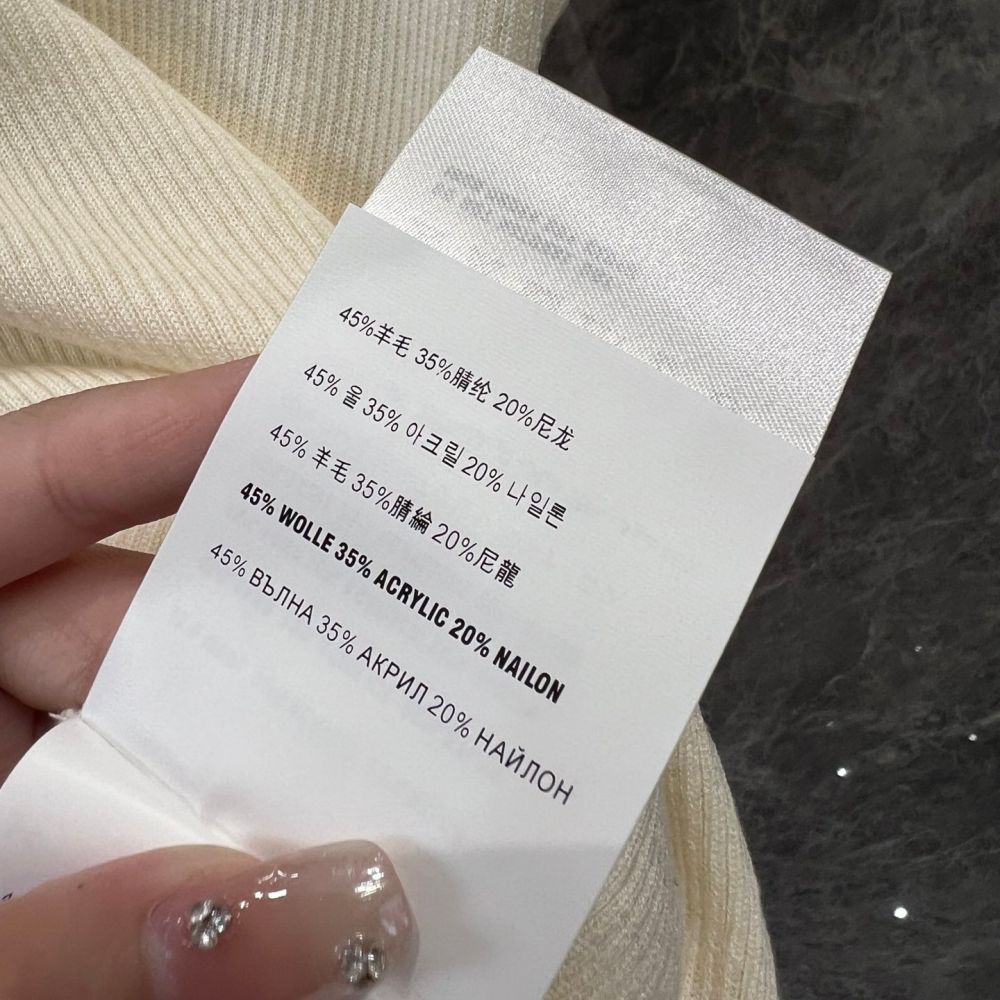 45%羊毛 35%腈纶 20%尼龙
45% 울 35% 아크릴 20% 나일론
45% 羊毛 35%腈綸 20%尼龍
45% WOLLE 35% ACRYLIC 20% NAILON
45% ВЪЛНА 35% АКРИЛ 20% НАЙЛОН